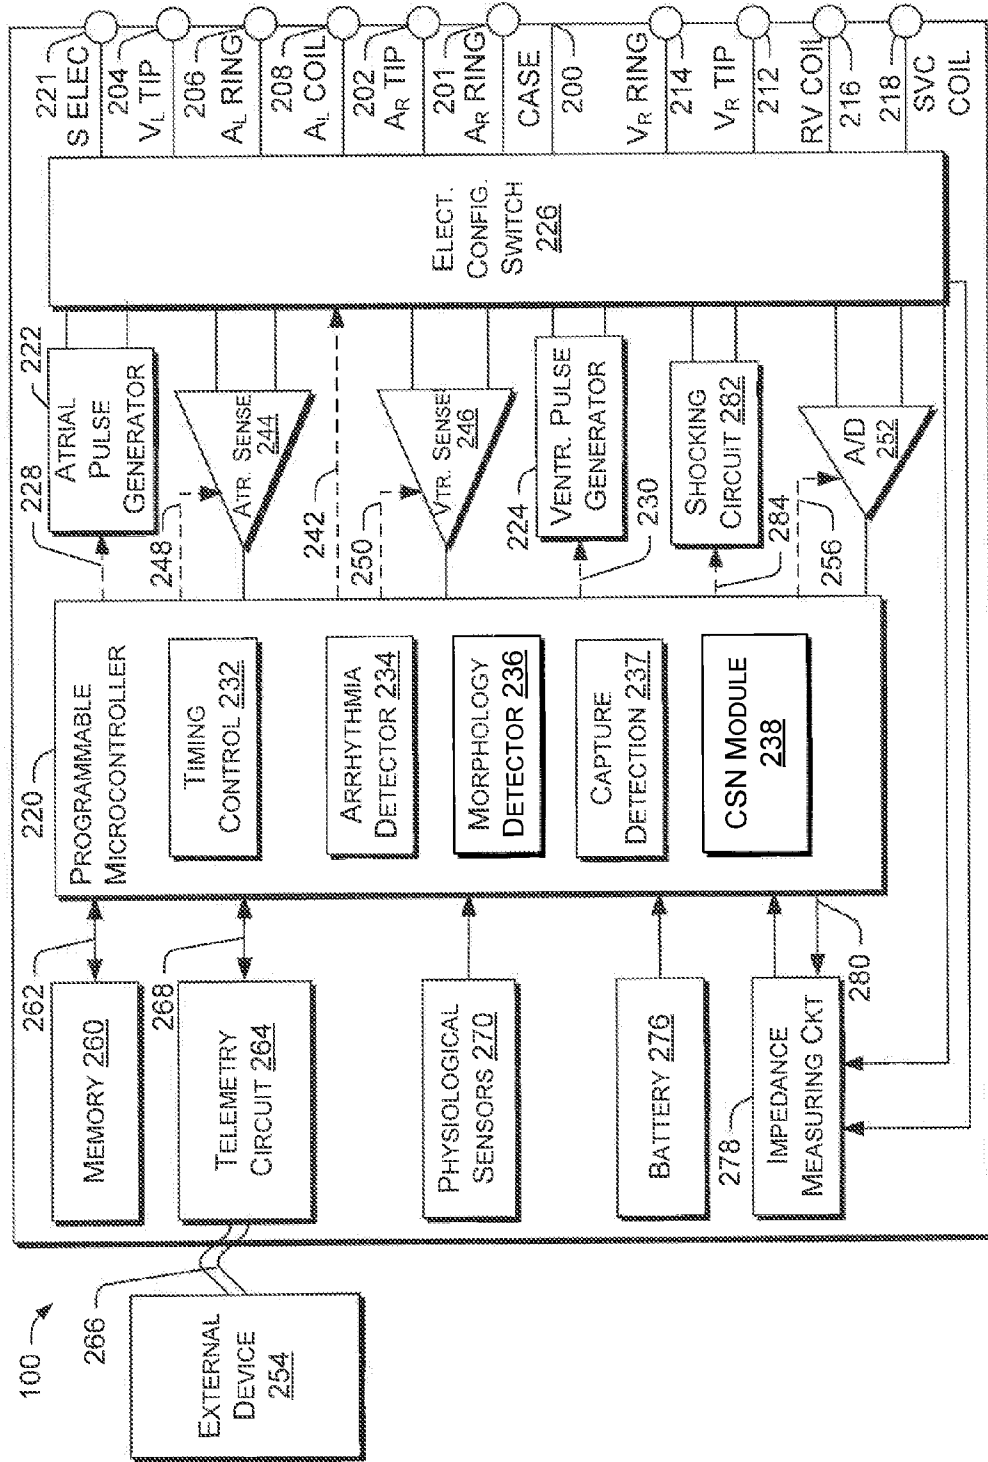 221
S ELEC
204
VL TIP
206
AL RING
208
AL COIL
202
AR TIP
201
AR RING
CASE
200
VR RING
214
VR TIP
212
RV COIL
216
218
SVC
COIL
ELECT.
CONFIG.
SWITCH
226
222
ATRIAL
PULSE
GENERATOR
228
ATR. SENSE
244
248
242
VTR. SENSE
246
250
224
VENTR. PULSE
GENERATOR
230
SHOCKING
CIRCUIT 282
284
A/D
252
256
220
PROGRAMMABLE
MICROCONTROLLER
TIMING
CONTROL 232
ARRHYTHMIA
DETECTOR 234
MORPHOLOGY
DETECTOR 236
CAPTURE
DETECTION 237
CSN MODULE
238
262
268
280
MEMORY 260
TELEMETRY
CIRCUIT 264
PHYSIOLOGICAL
SENSORS 270
BATTERY 276
278
IMPEDANCE
MEASURING CKT
100
266
EXTERNAL
DEVICE
254